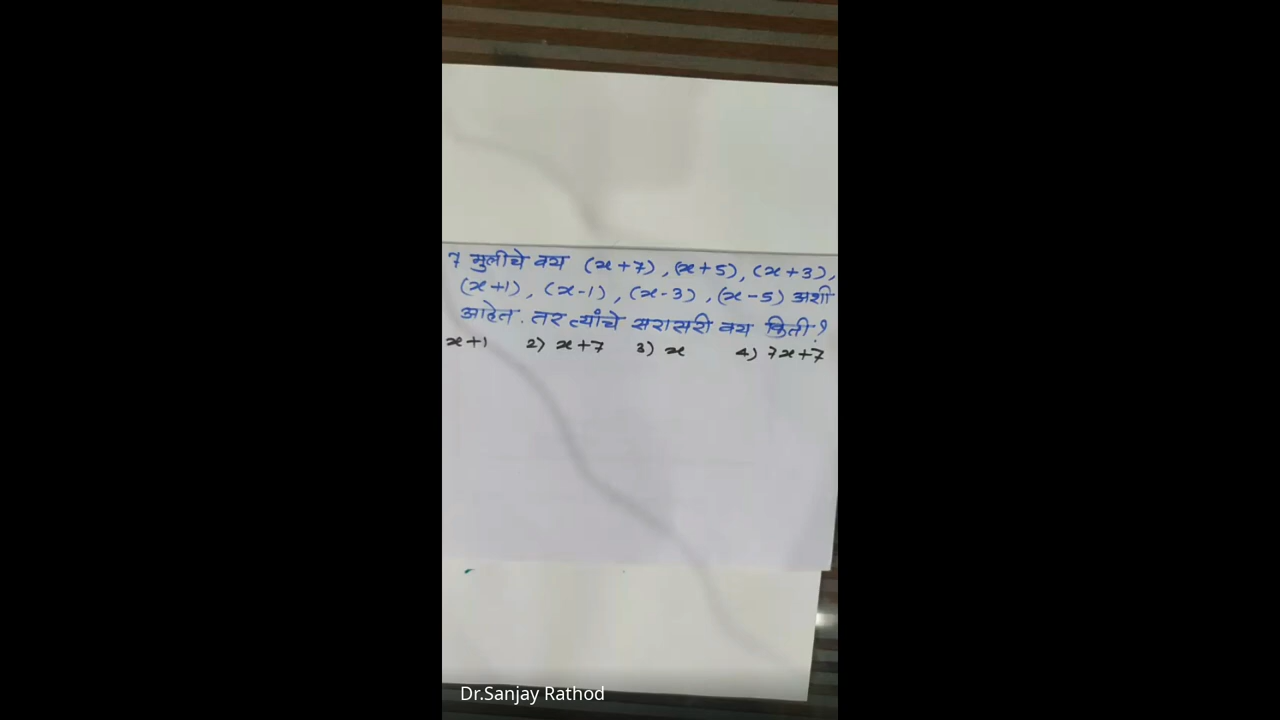 7 मुलीचे वय (x+7), (x+5), (x+3),
(x+1), (x-1), (x-3), (x-5) अशी
आहेत. तर त्यांचे सरासरी वय किती?
x+1 2) x+7 3) x 4) 7x+7
Dr.Sanjay Rathod